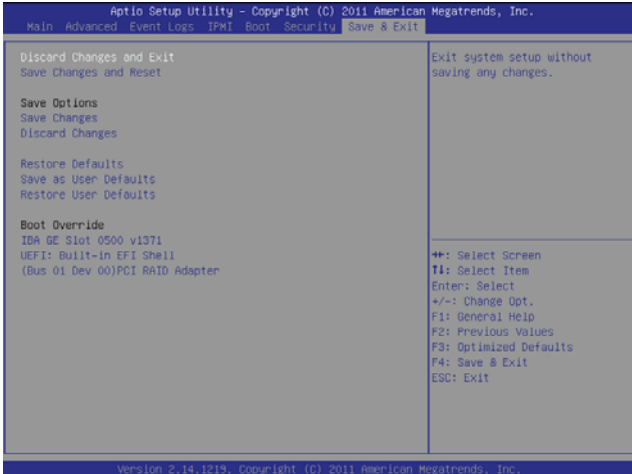 Aptio Setup Utility - Copyright (C) 2011 American Megatrends, Inc.
Main Advanced Event Logs IPMI Boot Security Save & Exit
Discard Changes and Exit
Save Changes and Reset
Save Options
Save Changes
Discard Changes
Restore Defaults
Save as User Defaults
Restore User Defaults
Boot Override
IBA GE Slot 0500 v1371
UEFI: Built-in EFI Shell
(Bus 01 Dev 00)PCI RAID Adapter
Exit system setup without
saving any changes.
→←: Select Screen
↑↓: Select Item
Enter: Select
+/-: Change Opt.
F1: General Help
F2: Previous Values
F3: Optimized Defaults
F4: Save & Exit
ESC: Exit
Version 2.14.1219. Copyright (C) 2011 American Megatrends, Inc.